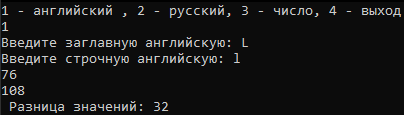 1 - английский , 2 - русский, 3 - число, 4 - выход
1
Введите заглавную английскую: L
Введите строчную английскую: l
76
108
Разница значений: 32